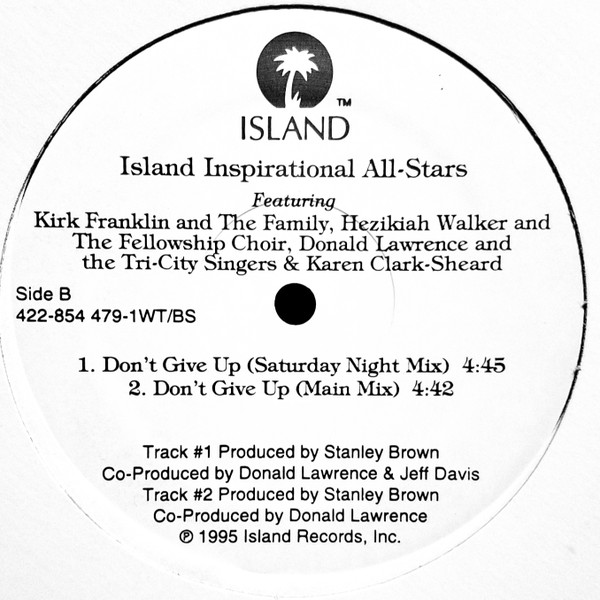 TM
ISLAND
Island Inspirational All-Stars
Featuring
Kirk Franklin and The Family, Hezikiah Walker and
The Fellowship Choir, Donald Lawrence and
the Tri-City Singers & Karen Clark-Sheard
Side B
422-854 479-1WT/BS
1. Don't Give Up (Saturday Night Mix) 4:45
2. Don't Give Up (Main Mix) 4:42
Track #1 Produced by Stanley Brown
Co-Produced by Donald Lawrence & Jeff Davis
Track #2 Produced by Stanley Brown
Co-Produced by Donald Lawrence
℗ 1995 Island Records, Inc.